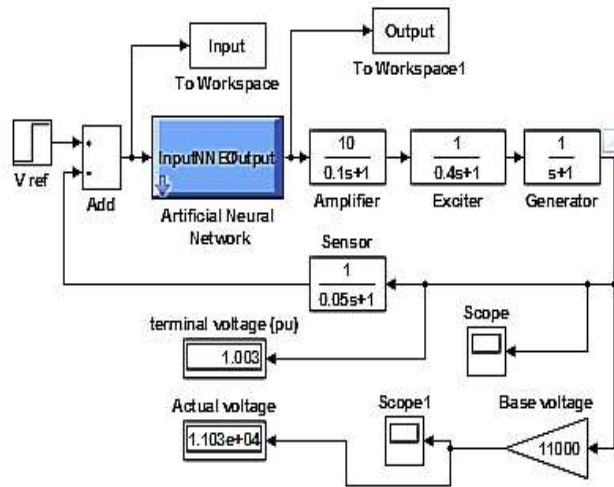 Input
To Workspace
Output
To Workspace1
V ref
+
-
Add
InputNN EOutput
Artificial Neural
Network
10
0.1s+1
Amplifier
1
0.4s+1
Exciter
1
s+1
Generator
Sensor
1
0.05s+1
terminal voltage (pu)
1.003
Scope
Actual voltage
1.103e+04
Scope1
Base voltage
11000